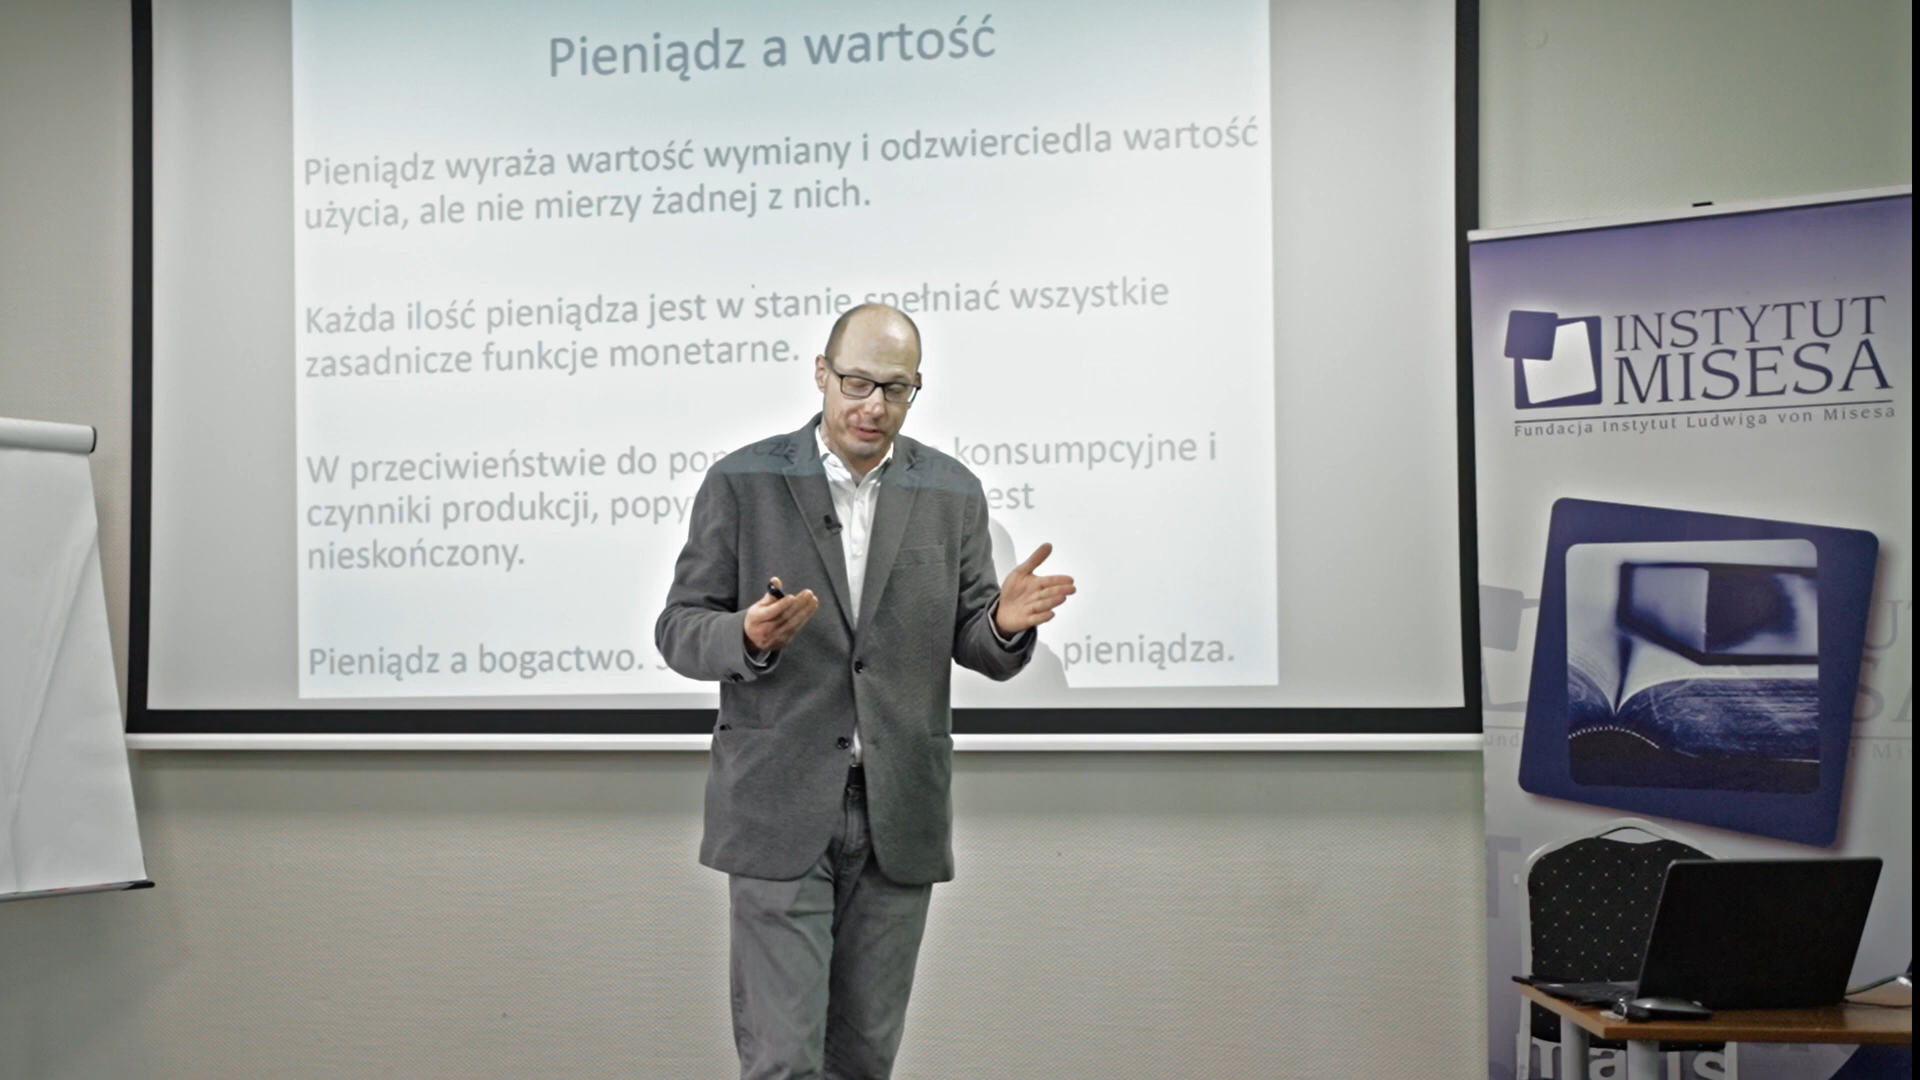 Pieniądz a wartość
Pieniądz wyraża wartość wymiany i odzwierciedla wartość
użycia, ale nie mierzy żadnej z nich.
Każda ilość pieniądza jest w stanie spełniać wszystkie
zasadnicze funkcje monetarne.
W przeciwieństwie do konsumpcyjne i
czynniki produkcji, est
nieskończony.
Pieniądz a bogactwo. pieniądza.
INSTYTUT
MISESA
Fundacja Instytut Ludwiga von Misesa